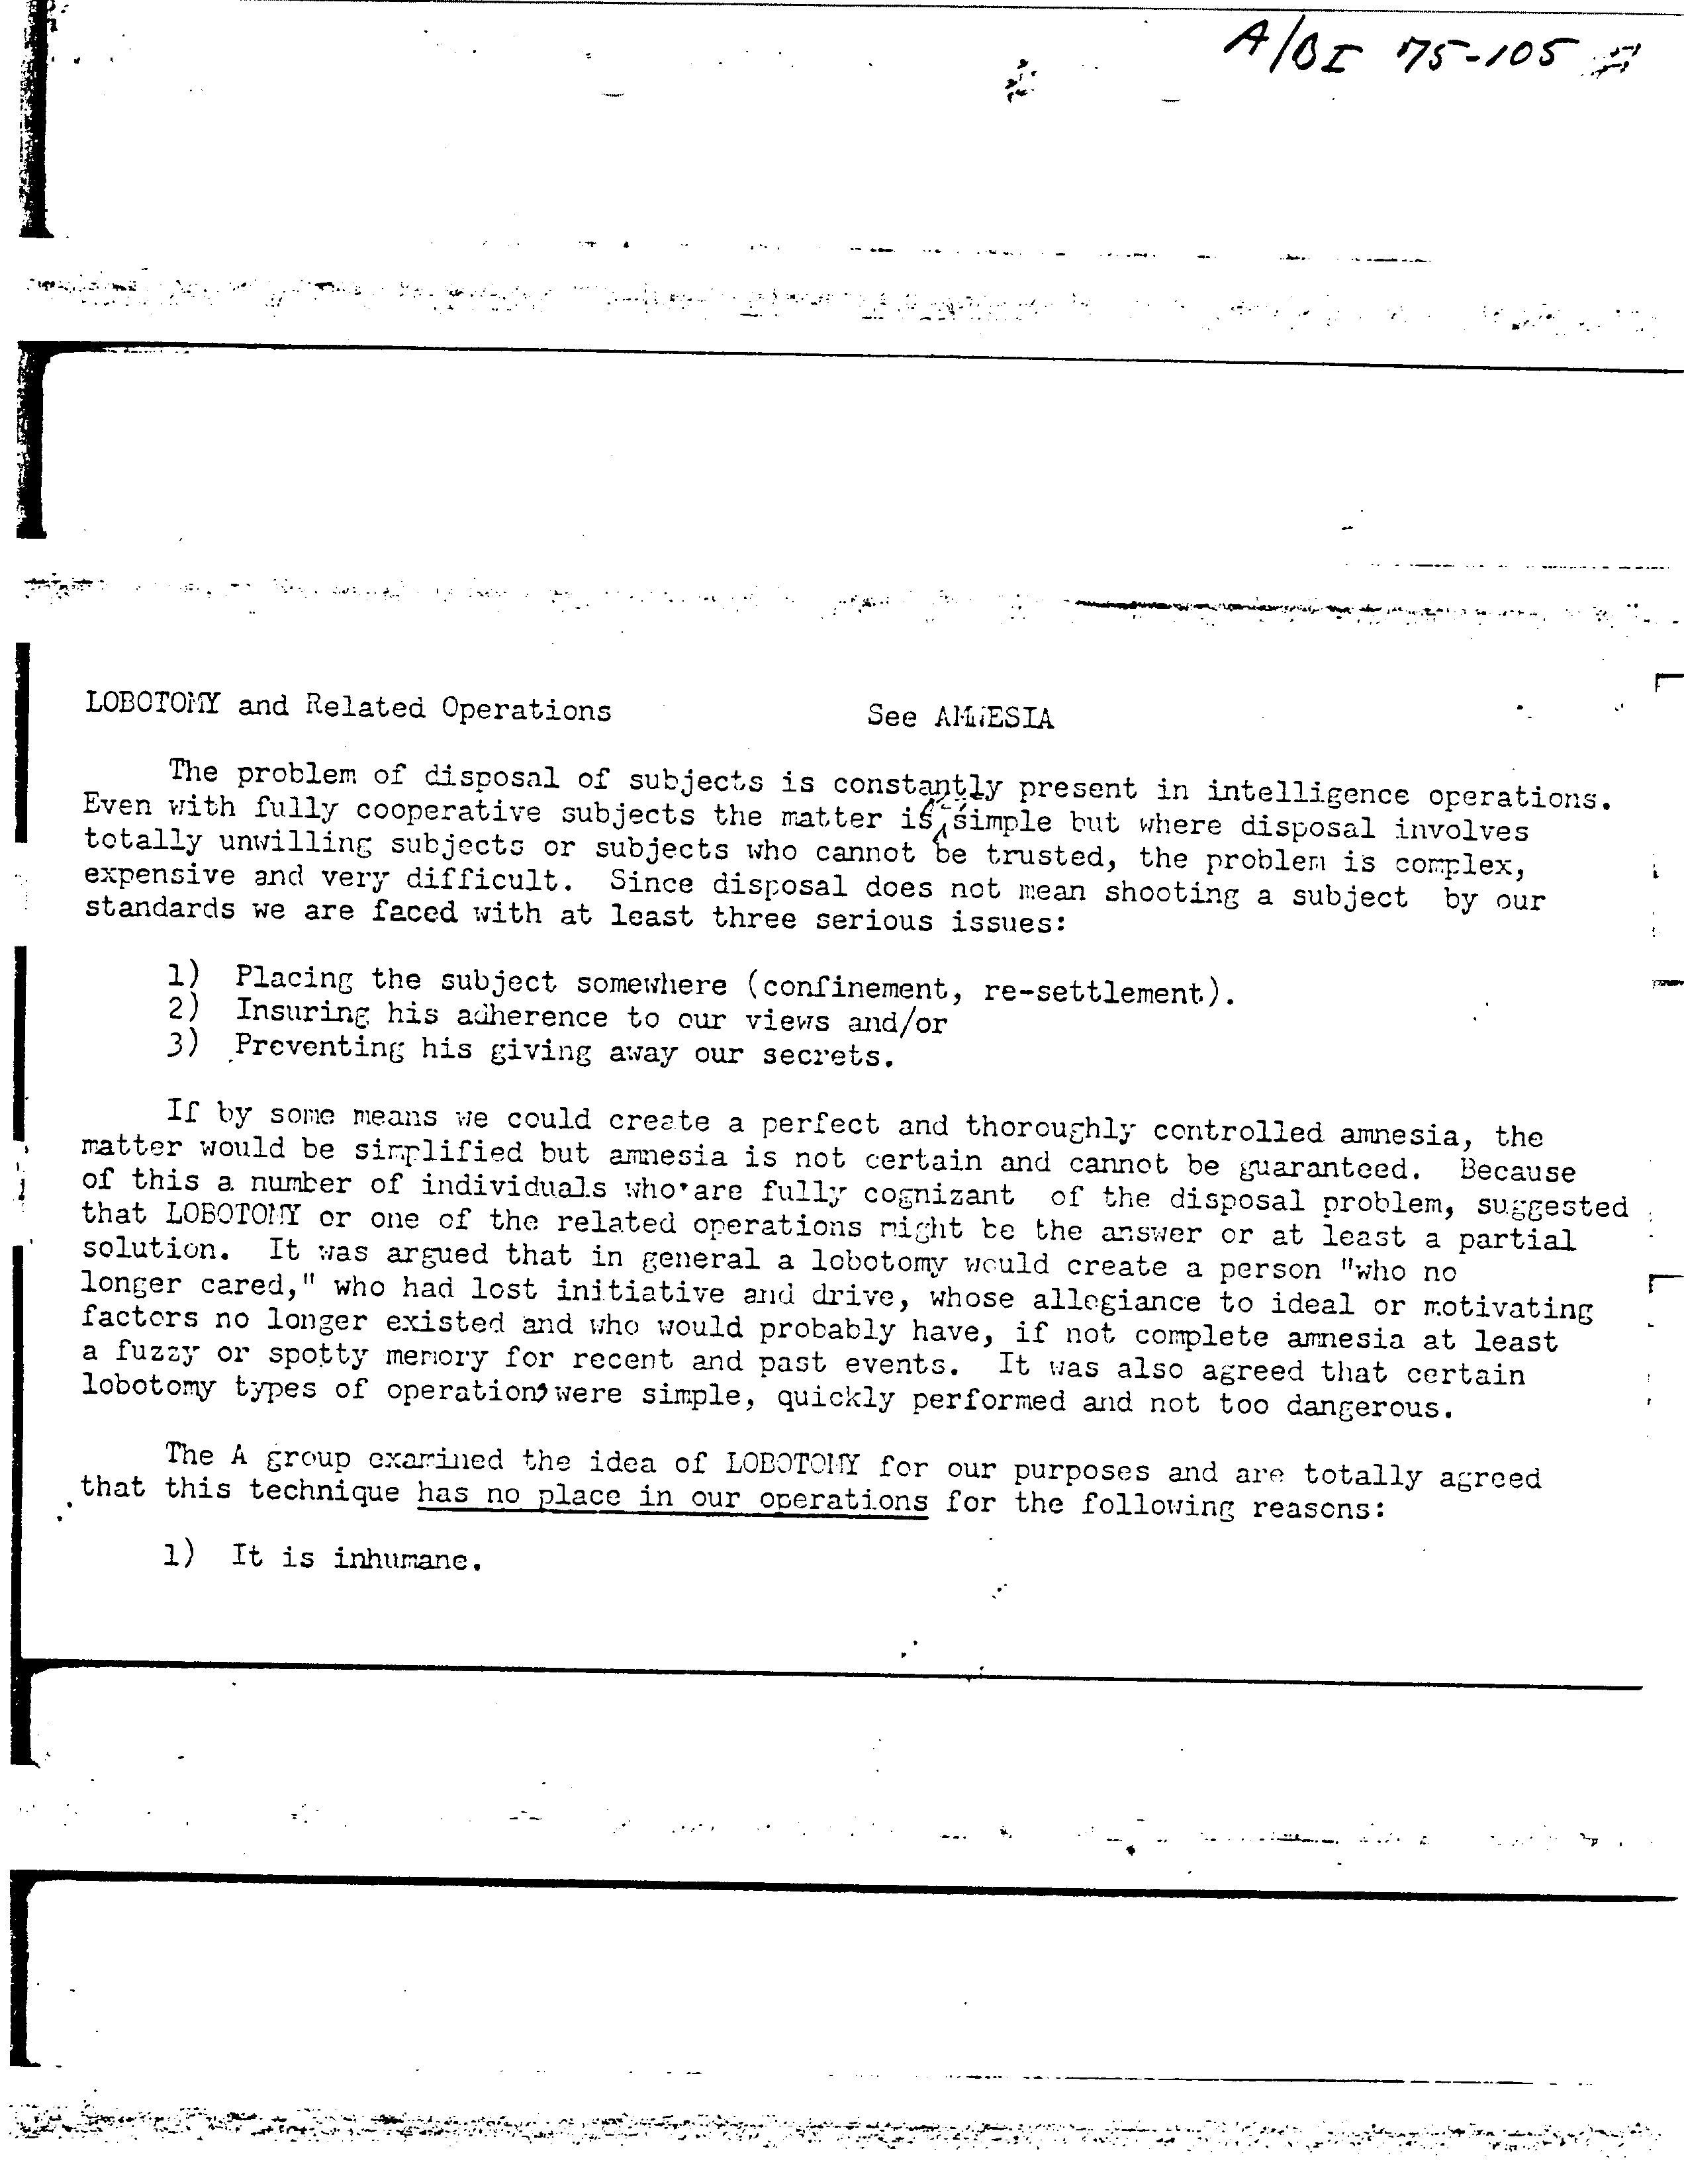 A/BI 75-105
LOBOTOMY and Related Operations See AMNESIA
The problem of disposal of subjects is constantly present in intelligence operations.
Even with fully cooperative subjects the matter is simple but where disposal involves
totally unwilling subjects or subjects who cannot be trusted, the problem is complex,
expensive and very difficult. Since disposal does not mean shooting a subject by our
standards we are faced with at least three serious issues:
1) Placing the subject somewhere (confinement, re-settlement).
2) Insuring his adherence to our views and/or
3) Preventing his giving away our secrets.
If by some means we could create a perfect and thoroughly controlled amnesia, the
matter would be simplified but amnesia is not certain and cannot be guaranteed. Because
of this a number of individuals who are fully cognizant of the disposal problem, suggested
that LOBOTOMY or one of the related operations might be the answer or at least a partial
solution. It was argued that in general a lobotomy would create a person "who no
longer cared," who had lost initiative and drive, whose allegiance to ideal or motivating
factors no longer existed and who would probably have, if not complete amnesia at least
a fuzzy or spotty memory for recent and past events. It was also agreed that certain
lobotomy types of operations were simple, quickly performed and not too dangerous.
The A group examined the idea of LOBOTOMY for our purposes and are totally agreed
that this technique has no place in our operations for the following reasons:
1) It is inhumane.